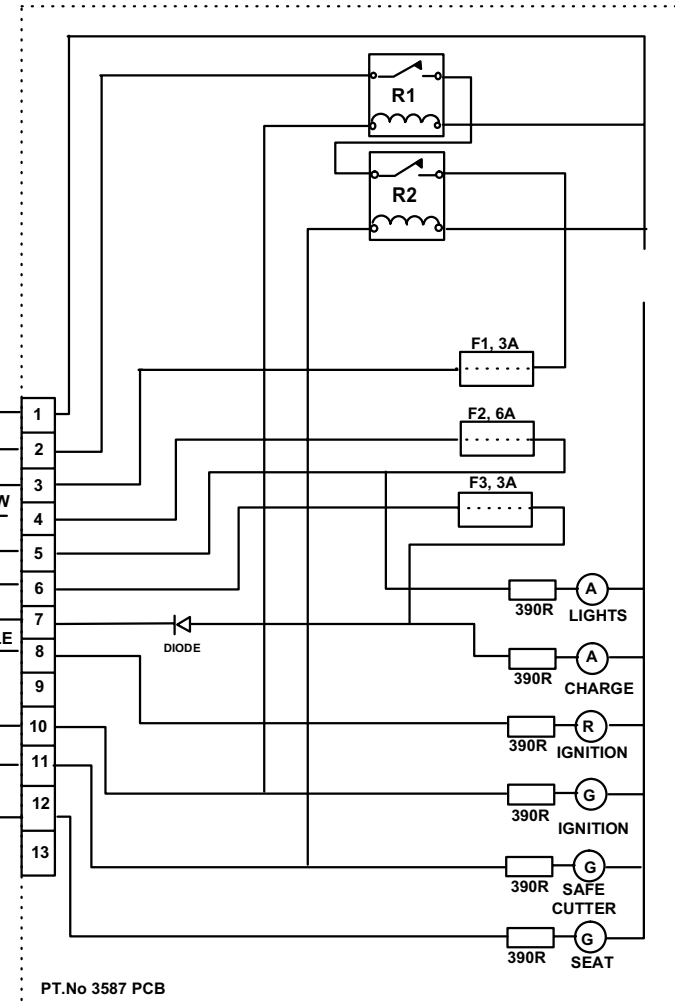 R1
R2
F1, 3A
1
F2, 6A
2
3
F3, 3A
W
4
5
6
A
390R
LIGHTS
7
LE
DIODE
8
A
390R
CHARGE
9
10
R
390R
IGNITION
11
12
G
390R
IGNITION
13
G
390R
SAFE
CUTTER
G
390R
SEAT
PT.No 3587 PCB